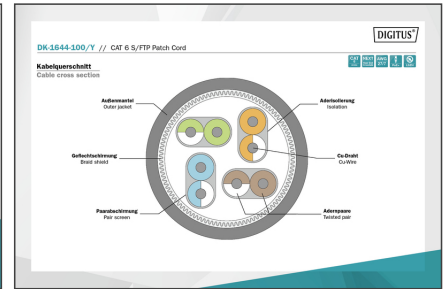 DIGITUS®
DK-1644-100/Y // CAT 6 S/FTP Patch Cord
Kabelquerschnitt
Cable cross section
Außenmantel
Outer jacket
Aderisolierung
Isolation
Geflechtschirmung
Braid shield
Cu-Draht
Cu-Wire
Paarabschirmung
Pair screen
Adernpaare
Twisted pair